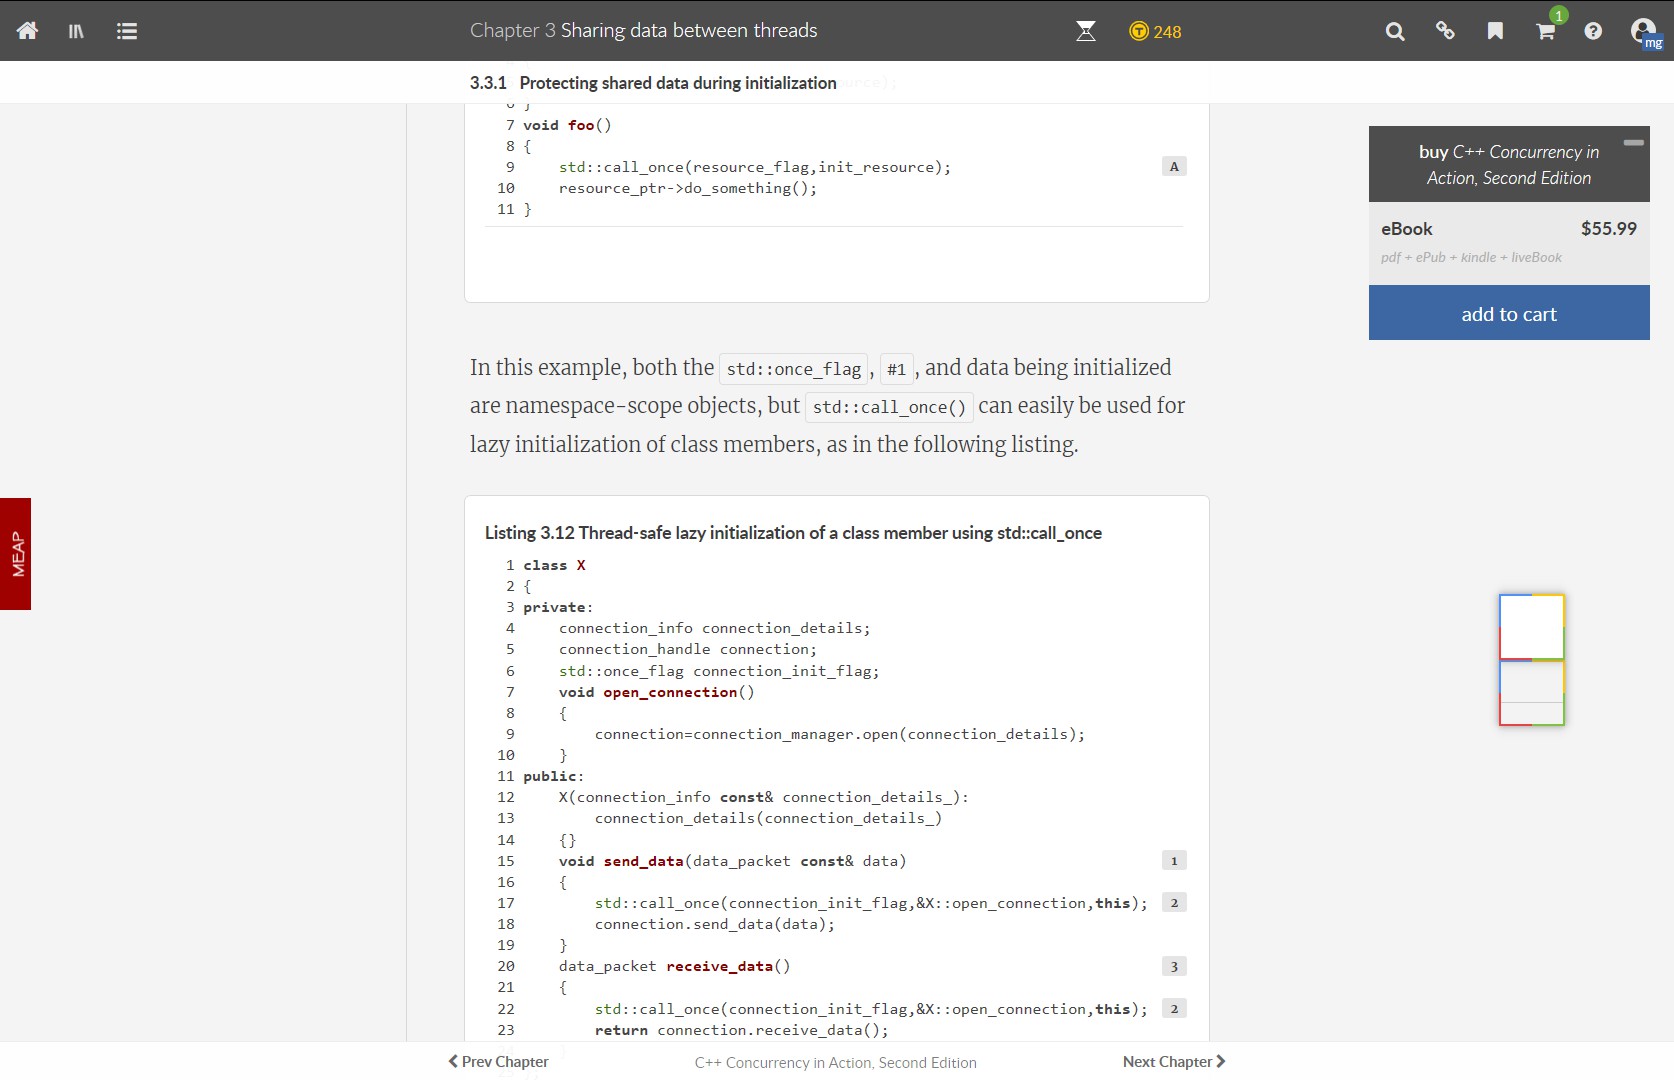 Chapter 3 Sharing data between threads
248
1
mg
3.3.1 Protecting shared data during initialization
6 }
7 void foo()
8 {
9 std::call_once(resource_flag,init_resource); A
10 resource_ptr->do_something();
11 }
buy C++ Concurrency in
Action, Second Edition
eBook $55.99
pdf + ePub + kindle + liveBook
add to cart
In this example, both the std::once_flag , #1 , and data being initialized
are namespace-scope objects, but std::call_once() can easily be used for
lazy initialization of class members, as in the following listing.
MEAP
Listing 3.12 Thread-safe lazy initialization of a class member using std::call_once
1 class X
2 {
3 private:
4 connection_info connection_details;
5 connection_handle connection;
6 std::once_flag connection_init_flag;
7 void open_connection()
8 {
9 connection=connection_manager.open(connection_details);
10 }
11 public:
12 X(connection_info const& connection_details_):
13 connection_details(connection_details_)
14 {}
15 void send_data(data_packet const& data) 1
16 {
17 std::call_once(connection_init_flag,&X::open_connection,this); 2
18 connection.send_data(data);
19 }
20 data_packet receive_data() 3
21 {
22 std::call_once(connection_init_flag,&X::open_connection,this); 2
23 return connection.receive_data();
Prev Chapter
C++ Concurrency in Action, Second Edition
Next Chapter